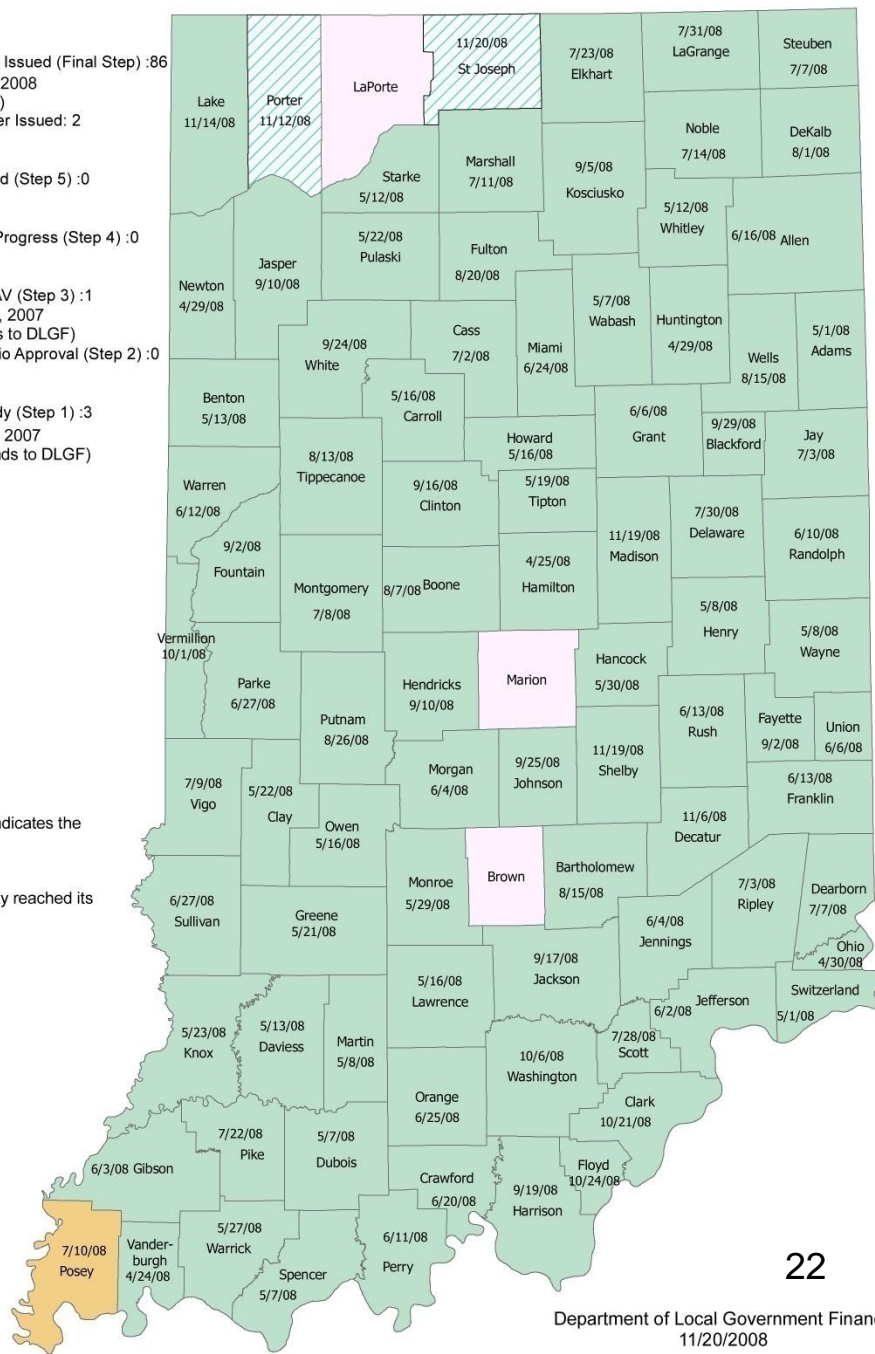 Issued (Final Step) :86
2008
)
er Issued: 2
d (Step 5) :0
Progress (Step 4) :0
AV (Step 3) :1
, 2007
s to DLGF)
io Approval (Step 2) :0
dy (Step 1) :3
2007
nds to DLGF)
ndicates the
y reached its
Lake
11/14/08
Porter
11/12/08
LaPorte
11/20/08
St Joseph
7/23/08
Elkhart
7/31/08
LaGrange
Steuben
7/7/08
Noble
7/14/08
DeKalb
8/1/08
Starke
5/12/08
Marshall
7/11/08
9/5/08
Kosciusko
5/12/08
Whitley
6/16/08 Allen
Newton
4/29/08
Jasper
9/10/08
5/22/08
Pulaski
Fulton
8/20/08
5/7/08
Wabash
Huntington
4/29/08
Wells
8/15/08
5/1/08
Adams
9/24/08
White
Cass
7/2/08
Miami
6/24/08
Benton
5/13/08
5/16/08
Carroll
Howard
5/16/08
6/6/08
Grant
9/29/08
Blackford
Jay
7/3/08
Warren
6/12/08
8/13/08
Tippecanoe
9/16/08
Clinton
5/19/08
Tipton
11/19/08
Madison
7/30/08
Delaware
6/10/08
Randolph
9/2/08
Fountain
Montgomery
7/8/08
8/7/08 Boone
4/25/08
Hamilton
5/8/08
Henry
5/8/08
Wayne
Vermillion
10/1/08
Parke
6/27/08
Putnam
8/26/08
Hendricks
9/10/08
Marion
Hancock
5/30/08
6/13/08
Rush
Fayette
9/2/08
Union
6/6/08
7/9/08
Vigo
5/22/08
Clay
Owen
5/16/08
Morgan
6/4/08
9/25/08
Johnson
11/19/08
Shelby
11/6/08
Decatur
6/13/08
Franklin
6/27/08
Sullivan
Greene
5/21/08
Monroe
5/29/08
Brown
Bartholomew
8/15/08
6/4/08
Jennings
7/3/08
Ripley
Dearborn
7/7/08
Ohio
4/30/08
5/23/08
Knox
5/13/08
Daviess
Martin
5/8/08
5/16/08
Lawrence
9/17/08
Jackson
7/28/08
Scott
6/2/08 Jefferson
Switzerland
5/1/08
Orange
6/25/08
10/6/08
Washington
Clark
10/21/08
6/3/08 Gibson
7/22/08
Pike
5/7/08
Dubois
Crawford
6/20/08
9/19/08
Harrison
Floyd
10/24/08
7/10/08
Posey
Vander-
burgh
4/24/08
5/27/08
Warrick
Spencer
5/7/08
6/11/08
Perry
22
Department of Local Government Financ
11/20/2008